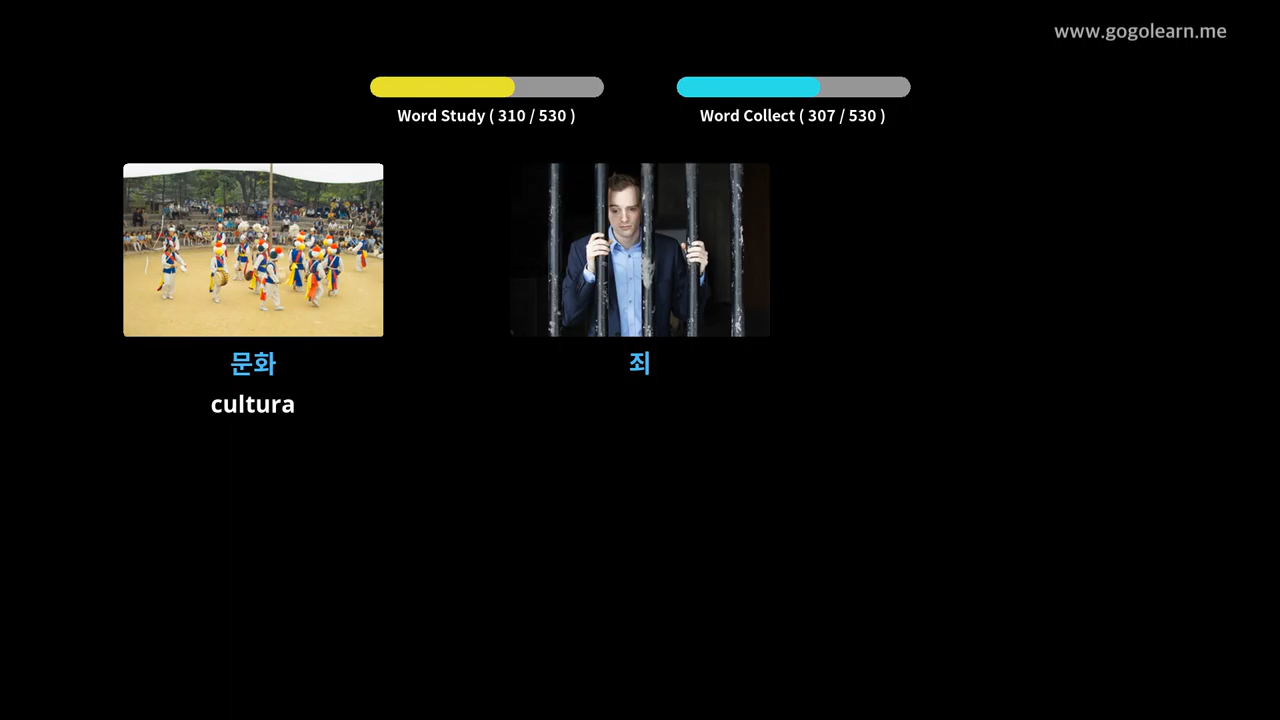 www.gogolearn.me
Word Study ( 310 / 530 )
Word Collect ( 307 / 530 )
문화
죄
cultura